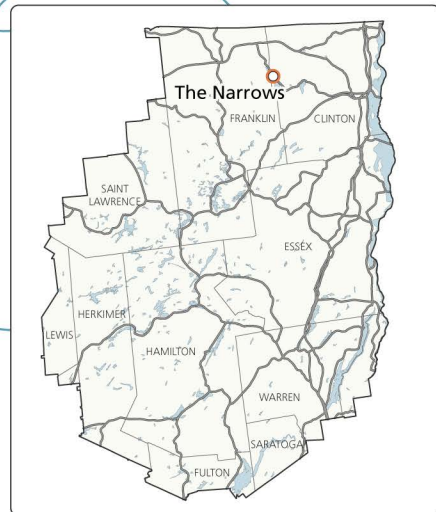 The Narrows
FRANKLIN
CLINTON
SAINT
LAWRENCE
ESSEX
HERKIMER
LEWIS
HAMILTON
WARREN
SARATOGA
FULTON